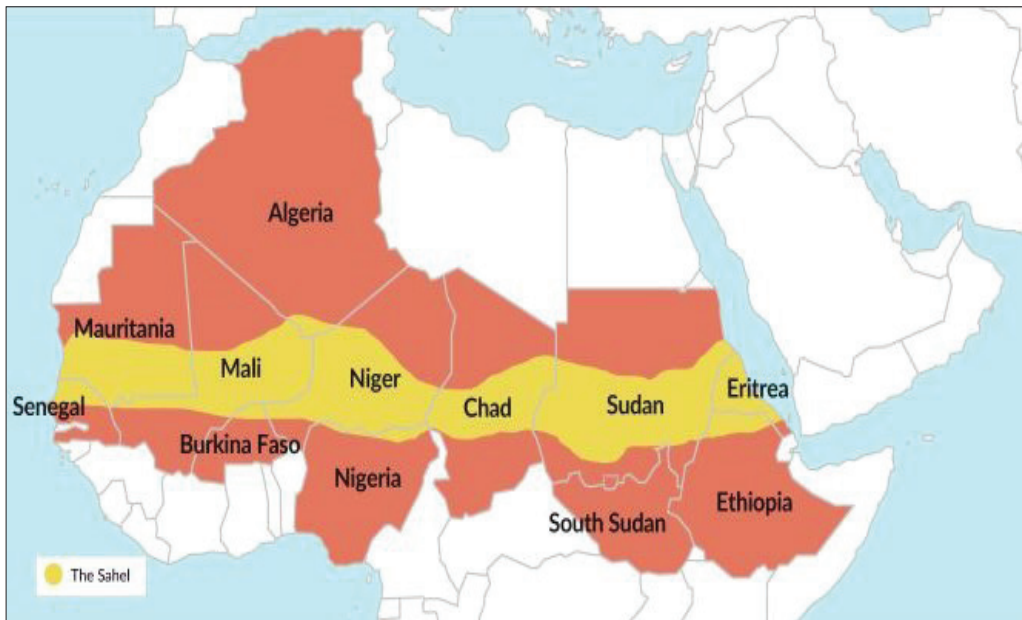 Algeria
Mauritania
Mali
Niger
Chad
Sudan
Eritrea
Senegal
Burkina Faso
Nigeria
South Sudan
Ethiopia
The Sahel